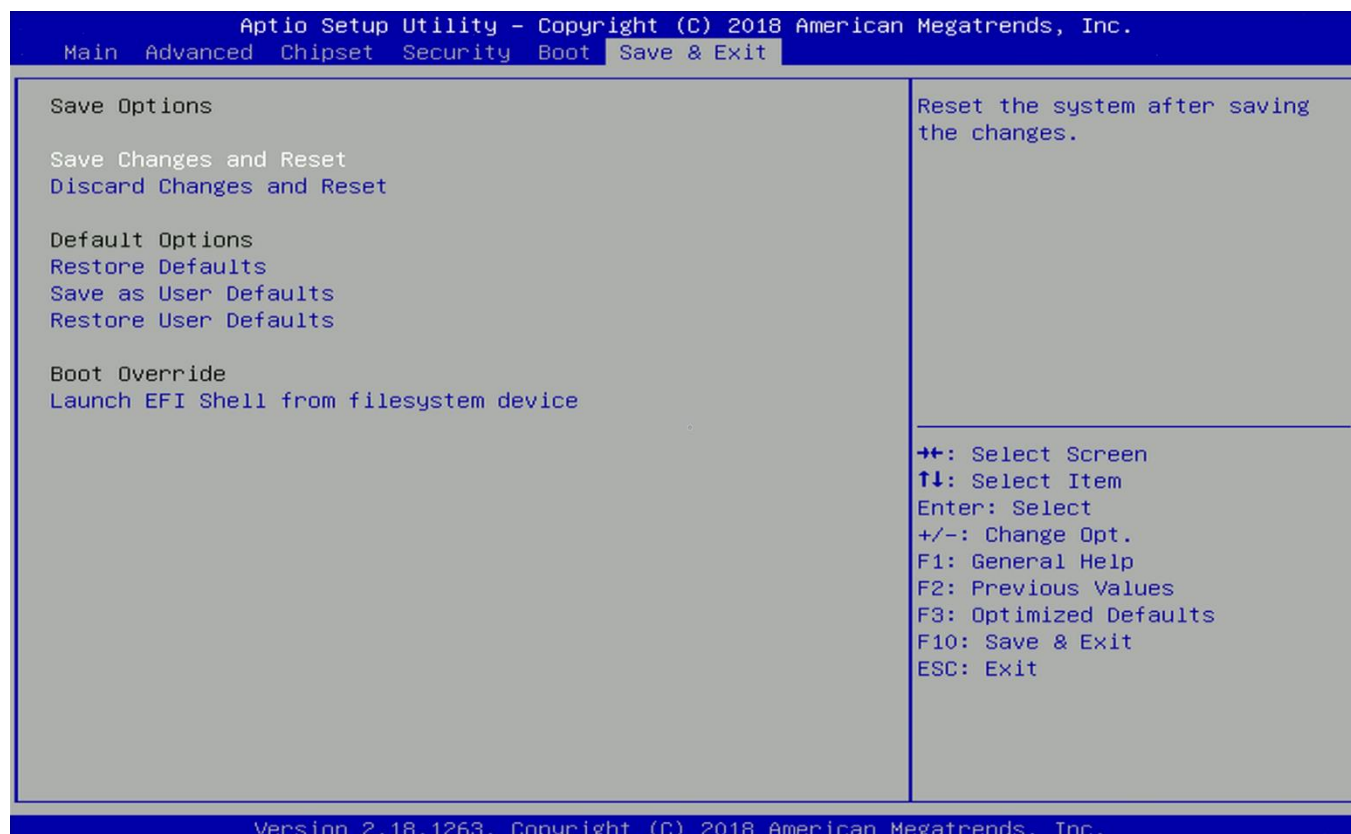 Aptio Setup Utility – Copyright (C) 2018 American Megatrends, Inc.
Main Advanced Chipset Security Boot Save & Exit
Save Options
Save Changes and Reset
Discard Changes and Reset
Default Options
Restore Defaults
Save as User Defaults
Restore User Defaults
Boot Override
Launch EFI Shell from filesystem device
Reset the system after saving
the changes.
→←: Select Screen
↑↓: Select Item
Enter: Select
+/-: Change Opt.
F1: General Help
F2: Previous Values
F3: Optimized Defaults
F10: Save & Exit
ESC: Exit
Version 2.18.1263. Copyright (C) 2018 American Megatrends, Inc.